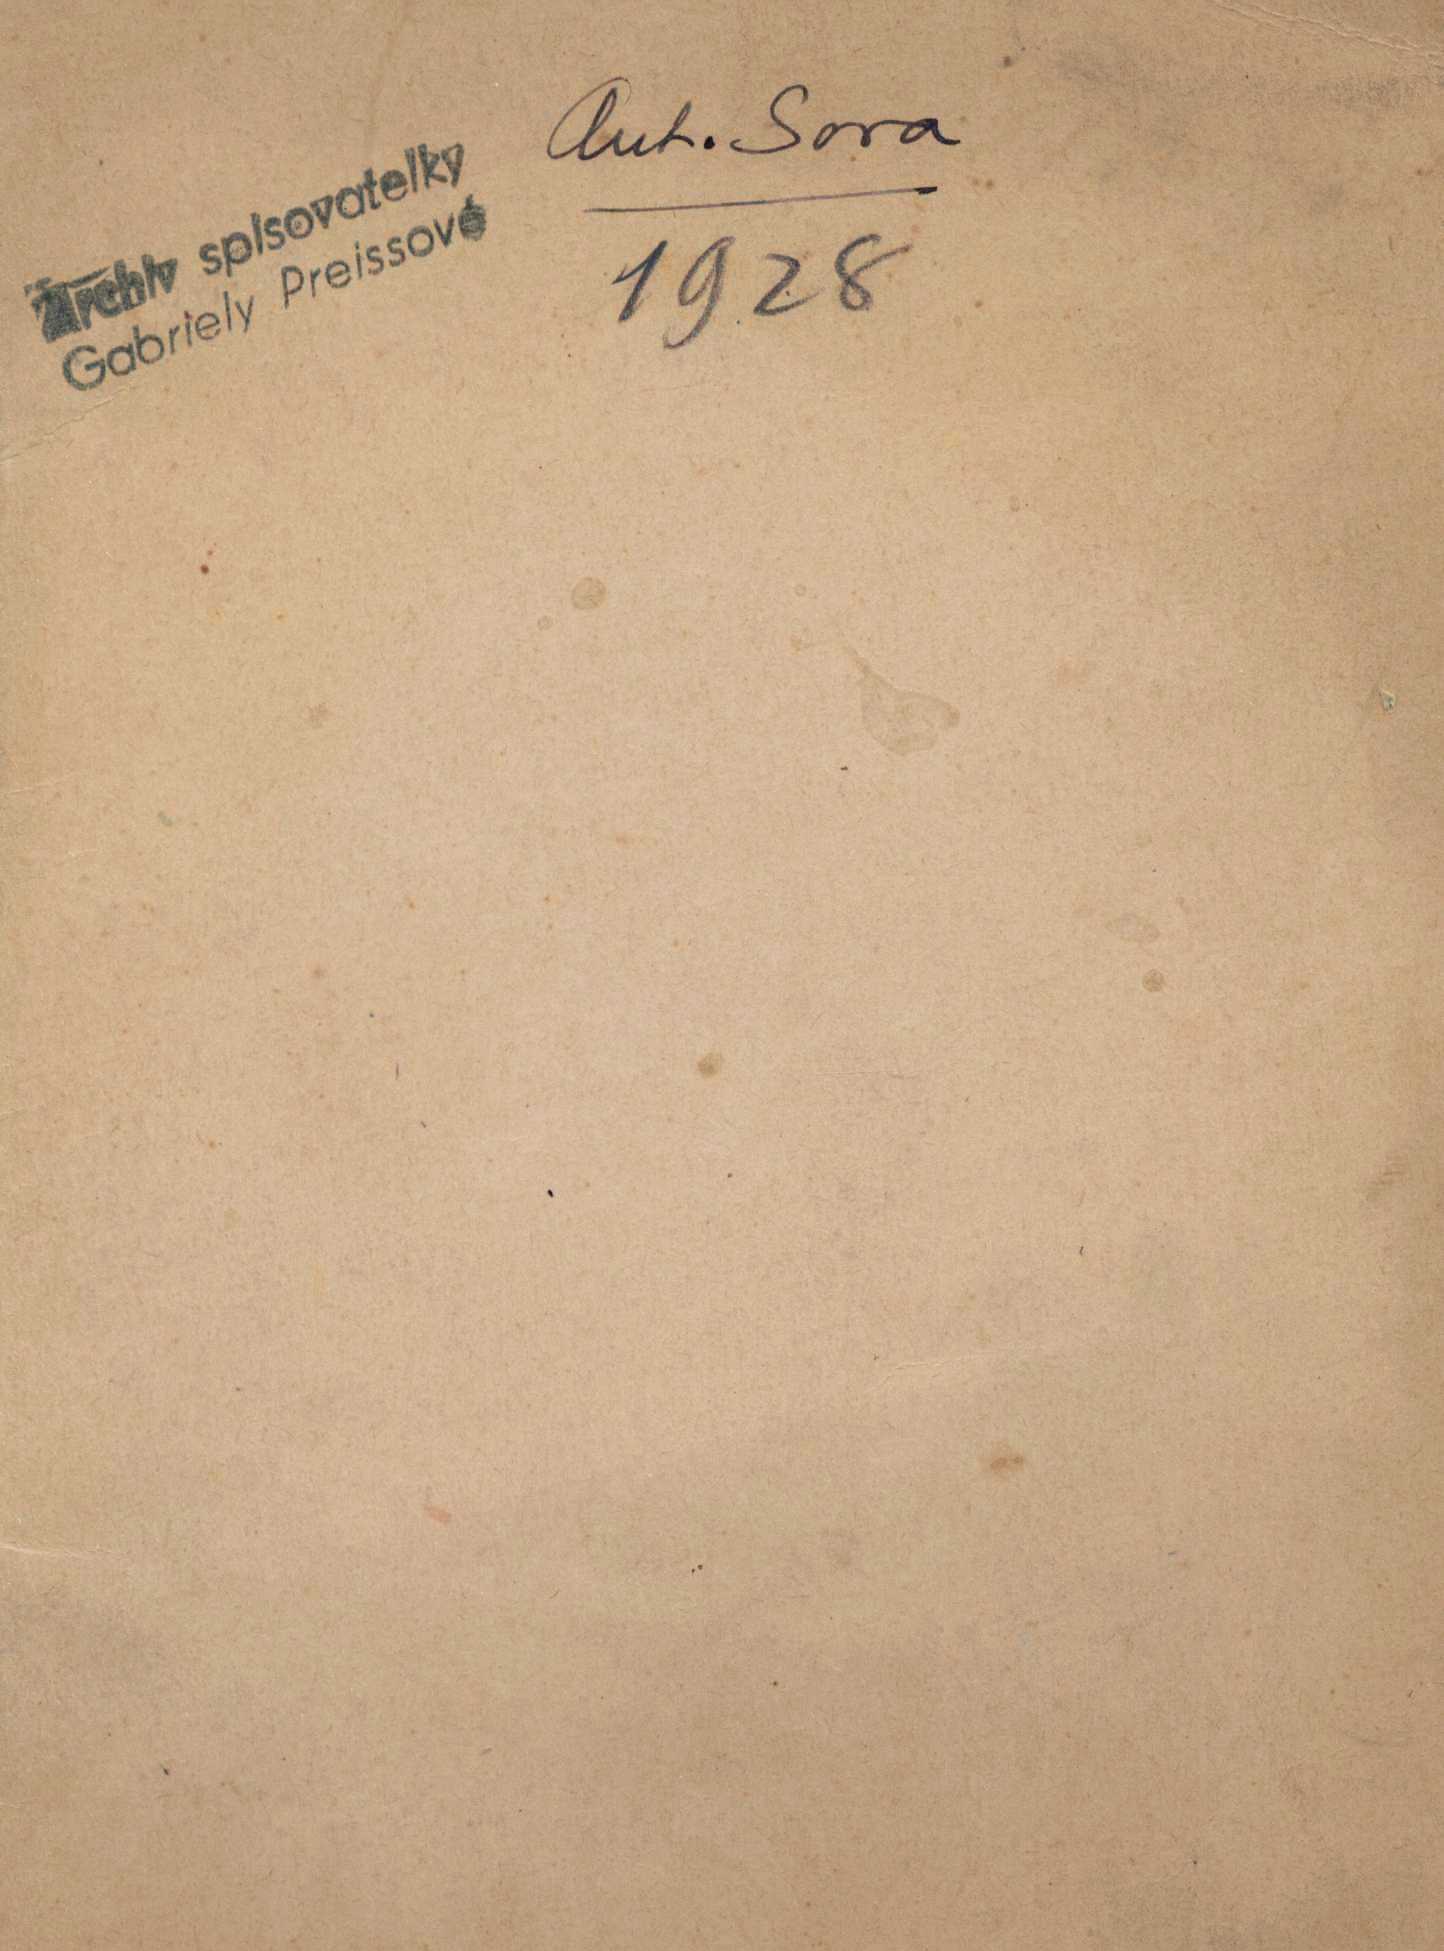 Ant. Sova
1928
Archiv spisovatelky
Gabriely Preissové